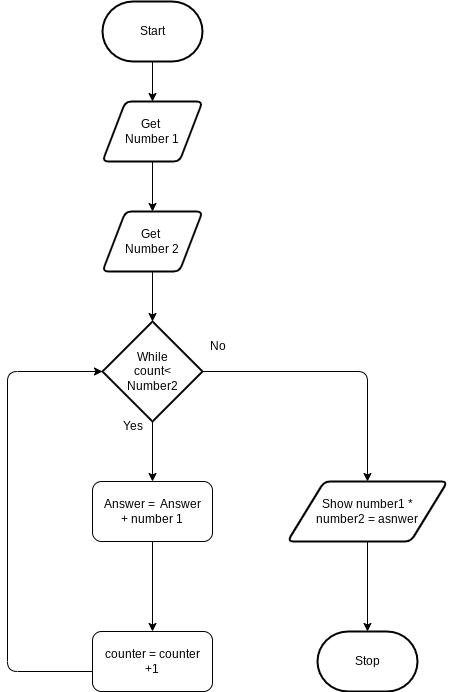 Start
Get
Number 1
Get
Number 2
While
count<
Number2
No
Yes
Answer = Answer
+ number 1
Show number1 *
number2 = asnwer
counter = counter
+1
Stop